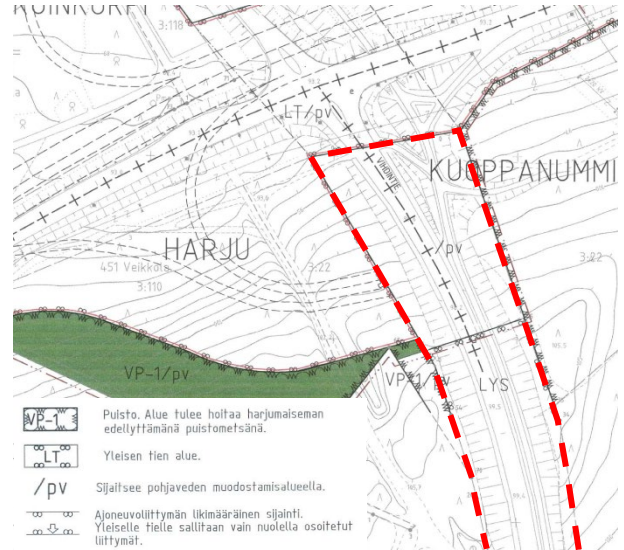 KUINKORPI
3:118
LT/pv
e
VIHDINTIE
KUOPPANUMMI
HARJU
/pv
451 Veikkola
3:110
3:22
3:22
VP-1/pv
VP-1/pv
LYS
VP-1
Puisto. Alue tulee hoitaa harjumaiseman
edellyttämänä puistometsänä.
LT
Yleisen tien alue.
/pv
Sijaitsee pohjaveden muodostamisalueella.
Ajoneuvoliittymän likimääräinen sijainti.
Yleiselle tielle sallitaan vain nuolella osoitetut
liittymät.